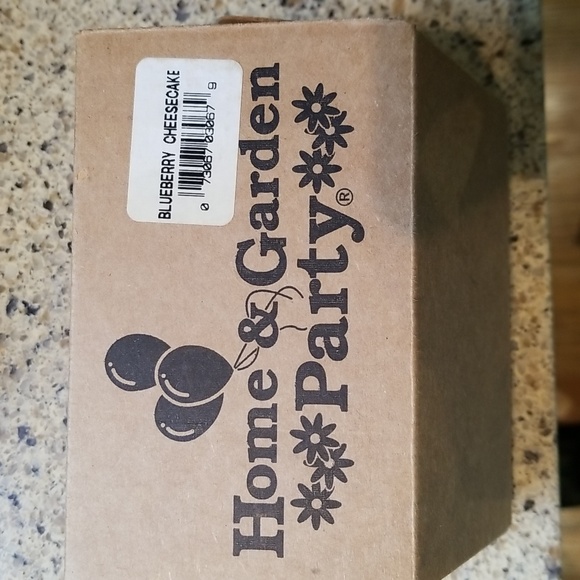 BLUEBERRY CHEESECAKE
0 73067 03067 9
Home & Garden
Party®